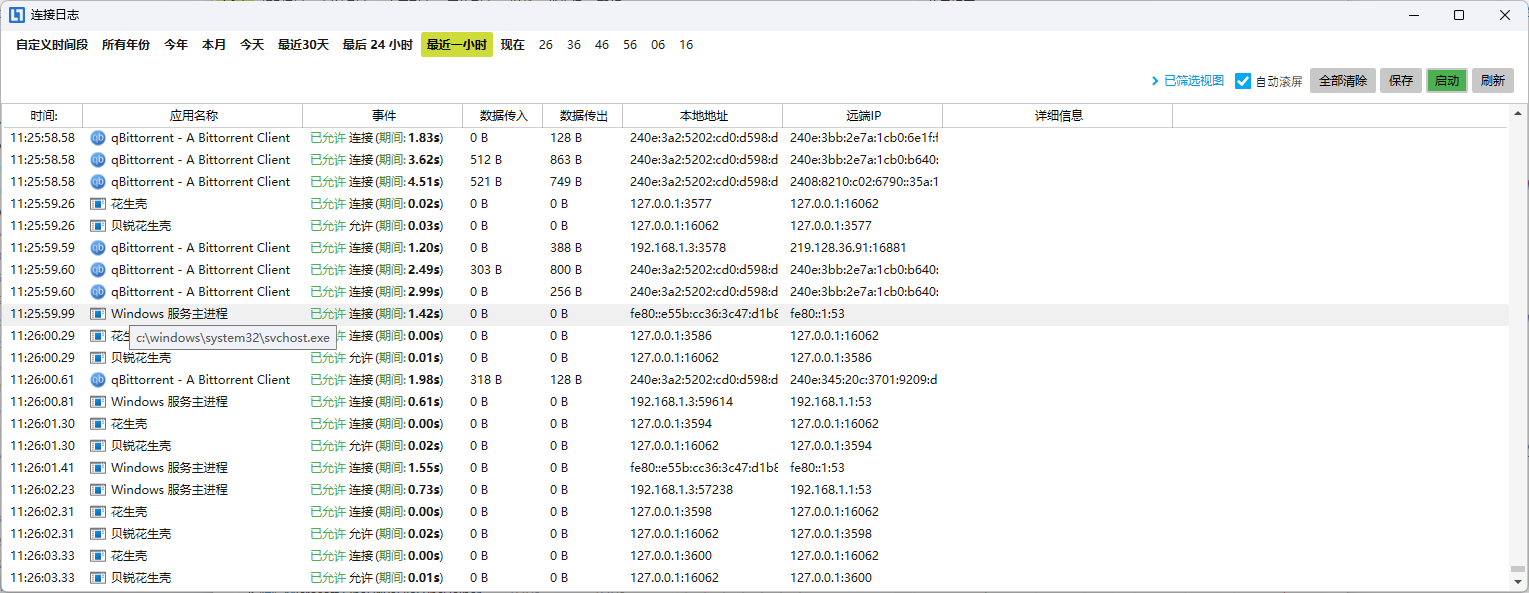 连接日志
自定义时间段 所有年份 今年 本月 今天 最近30天 最后 24 小时 最近一小时 现在 26 36 46 56 06 16
已筛选视图 自动滚屏 全部清除 保存 启动 刷新
时间: 应用名称 事件 数据传入 数据传出 本地地址 远端IP 详细信息
11:25:58.58 qBittorrent - A Bittorrent Client 已允许 连接 (期间: 1.83s) 0 B 128 B 240e:3a2:5202:cd0:d598:d 240e:3bb:2e7a:1cb0:6e1f:f
11:25:58.58 qBittorrent - A Bittorrent Client 已允许 连接 (期间: 3.62s) 512 B 863 B 240e:3a2:5202:cd0:d598:d 240e:3bb:2e7a:1cb0:b640:
11:25:58.58 qBittorrent - A Bittorrent Client 已允许 连接 (期间: 4.51s) 521 B 749 B 240e:3a2:5202:cd0:d598:d 2408:8210:c02:6790::35a:1
11:25:59.26 花生壳 已允许 连接 (期间: 0.02s) 0 B 0 B 127.0.0.1:3577 127.0.0.1:16062
11:25:59.26 贝锐花生壳 已允许 允许 (期间: 0.03s) 0 B 0 B 127.0.0.1:16062 127.0.0.1:3577
11:25:59.59 qBittorrent - A Bittorrent Client 已允许 连接 (期间: 1.20s) 0 B 388 B 192.168.1.3:3578 219.128.36.91:16881
11:25:59.60 qBittorrent - A Bittorrent Client 已允许 连接 (期间: 2.49s) 303 B 800 B 240e:3a2:5202:cd0:d598:d 240e:3bb:2e7a:1cb0:b640:
11:25:59.60 qBittorrent - A Bittorrent Client 已允许 连接 (期间: 2.99s) 0 B 256 B 240e:3a2:5202:cd0:d598:d 240e:3bb:2e7a:1cb0:b640:
11:25:59.99 Windows 服务主进程 已允许 连接 (期间: 1.42s) 0 B 0 B fe80::e55b:cc36:3c47:d1b8 fe80::1:53
11:26:00.29 花生 允许 连接 (期间: 0.00s) 0 B 0 B 127.0.0.1:3586 127.0.0.1:16062
c:\windows\system32\svchost.exe
11:26:00.29 贝锐花生壳 已允许 允许 (期间: 0.01s) 0 B 0 B 127.0.0.1:16062 127.0.0.1:3586
11:26:00.61 qBittorrent - A Bittorrent Client 已允许 连接 (期间: 1.98s) 318 B 128 B 240e:3a2:5202:cd0:d598:d 240e:345:20c:3701:9209:d
11:26:00.81 Windows 服务主进程 已允许 连接 (期间: 0.61s) 0 B 0 B 192.168.1.3:59614 192.168.1.1:53
11:26:01.30 花生壳 已允许 连接 (期间: 0.00s) 0 B 0 B 127.0.0.1:3594 127.0.0.1:16062
11:26:01.30 贝锐花生壳 已允许 允许 (期间: 0.02s) 0 B 0 B 127.0.0.1:16062 127.0.0.1:3594
11:26:01.41 Windows 服务主进程 已允许 连接 (期间: 1.55s) 0 B 0 B fe80::e55b:cc36:3c47:d1b8 fe80::1:53
11:26:02.23 Windows 服务主进程 已允许 连接 (期间: 0.73s) 0 B 0 B 192.168.1.3:57238 192.168.1.1:53
11:26:02.31 花生壳 已允许 连接 (期间: 0.00s) 0 B 0 B 127.0.0.1:3598 127.0.0.1:16062
11:26:02.31 贝锐花生壳 已允许 允许 (期间: 0.02s) 0 B 0 B 127.0.0.1:16062 127.0.0.1:3598
11:26:03.33 花生壳 已允许 连接 (期间: 0.00s) 0 B 0 B 127.0.0.1:3600 127.0.0.1:16062
11:26:03.33 贝锐花生壳 已允许 允许 (期间: 0.01s) 0 B 0 B 127.0.0.1:16062 127.0.0.1:3600